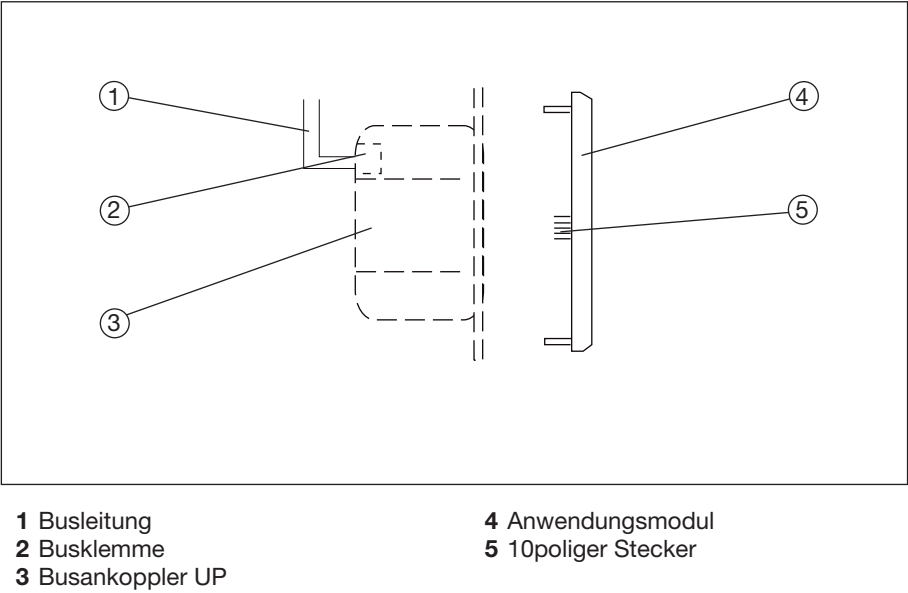 1
2
3
4
5
1 Busleitung
2 Busklemme
3 Busankoppler UP
4 Anwendungsmodul
5 10poliger Stecker